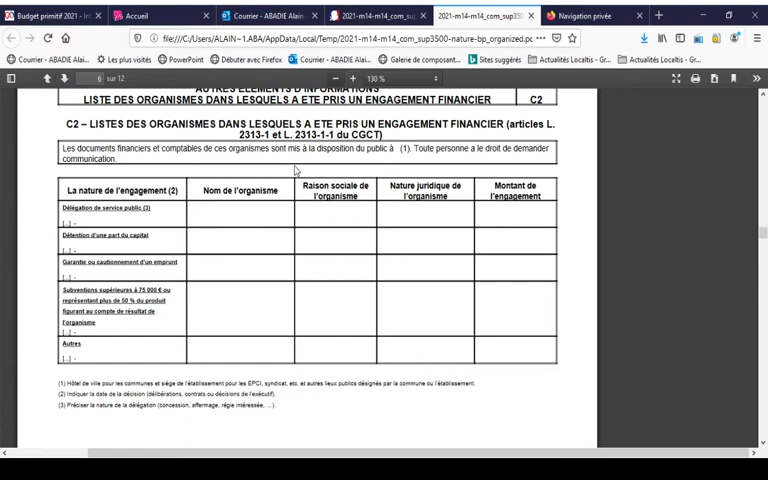 Budget primitif 2021 - in
Accueil
Courrier - ABADIE Alain
2021-m14-m14_com_sup3500
2021-m14-m14_com_sup3500
Navigation privée
file:///C:/Users/ALAIN~1.ABA/AppData/Local/Temp/2021-m14-m14_com_sup3500-nature-bp_organized.pc
Courrier – ABADIE Alai...
Les plus visités
PowerPoint
Débuter avec Firefox
Courrier – ABADIE Alai...
Galerie de composant...
Sites suggérés
Actualités Localtis - G...
Actualités Localtis - Gr...
6 sur 12
130 %
AUTRES ELEMENTS D'INFORMATIONS
LISTE DES ORGANISMES DANS LESQUELS A ETE PRIS UN ENGAGEMENT FINANCIER
C2
C2 – LISTES DES ORGANISMES DANS LESQUELS A ETE PRIS UN ENGAGEMENT FINANCIER (articles L.
2313-1 et L. 2313-1-1 du CGCT)
Les documents financiers et comptables de ces organismes sont mis à la disposition du public à (1). Toute personne a le droit de demander
communication.
La nature de l'engagement (2)
Nom de l'organisme
Raison sociale de
l'organisme
Nature juridique de
l'organisme
Montant de
l'engagement
Délégation de service public (3)
[...] -
Détention d'une part du capital
[...] -
Garantie ou cautionnement d'un emprunt
[...] -
Subventions supérieures à 75 000 € ou
représentant plus de 50 % du produit
figurant au compte de résultat de
l'organisme
[...] -
Autres
[...] -
(1) Hôtel de ville pour les communes et siège de l'établissement pour les EPCI, syndicat, etc. et autres lieux publics désignés par la commune ou l'établissement.
(2) Indiquer la date de la décision (délibérations, contrats ou décisions de l'exécutif).
(3) Préciser la nature de la délégation (concession, affermage, régie intéressée, ... ).